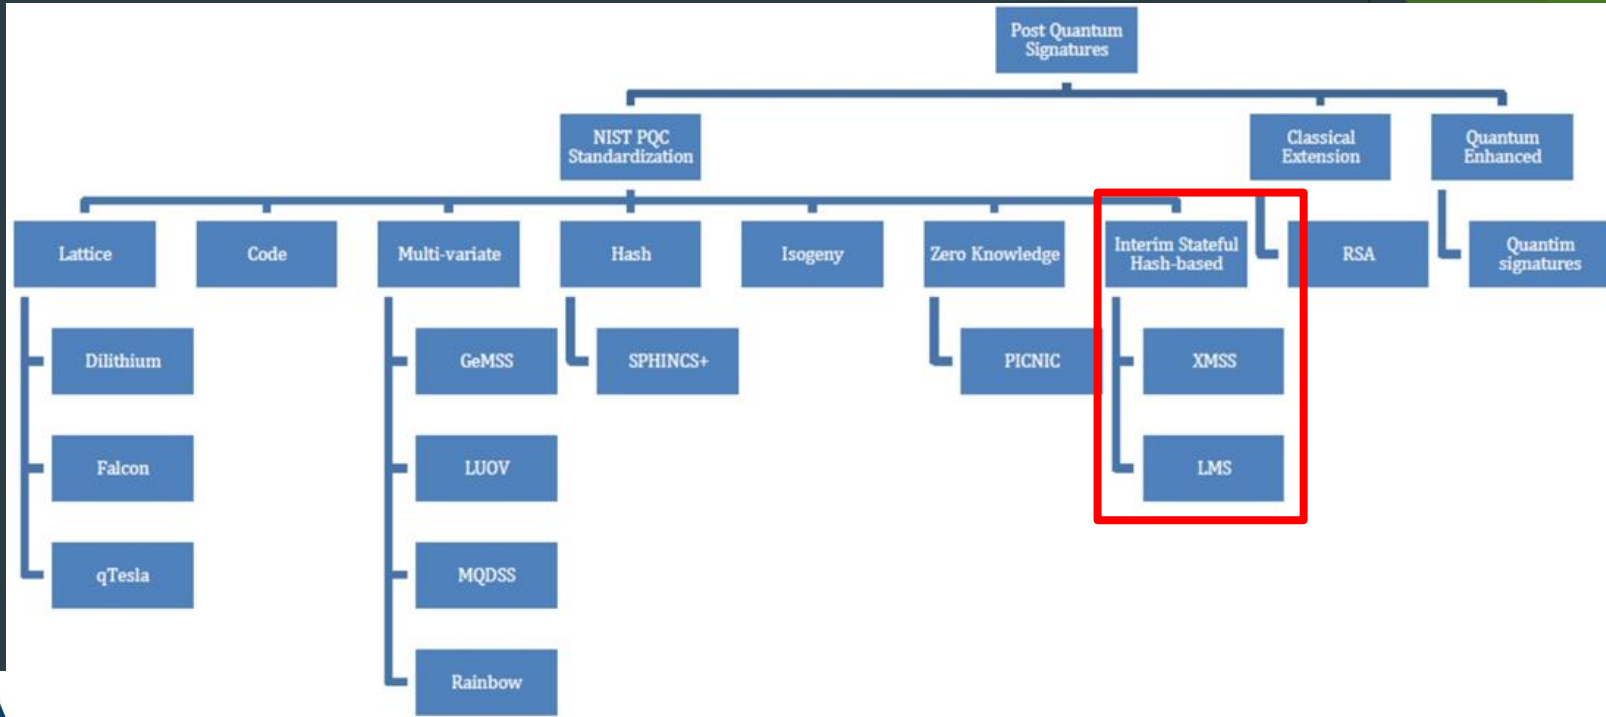 Post Quantum
Signatures
NIST PQC
Standardization
Classical
Extension
Quantum
Enhanced
Lattice
Code
Multi-variate
Hash
Isogeny
Zero Knowledge
Interim Stateful
Hash-based
RSA
Quantim
signatures
Dilithium
GeMSS
SPHINCS+
PICNIC
XMSS
Falcon
LUOV
LMS
qTesla
MQDSS
Rainbow